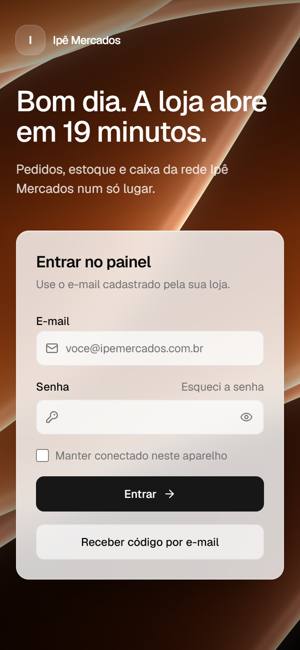 I
Ipê Mercados
Bom dia. A loja abre
em 19 minutos.
Pedidos, estoque e caixa da rede Ipê
Mercados num só lugar.
Entrar no painel
Use o e-mail cadastrado pela sua loja.
E-mail
voce@ipemercados.com.br
Senha
Esqueci a senha
Manter conectado neste aparelho
Entrar →
Receber código por e-mail